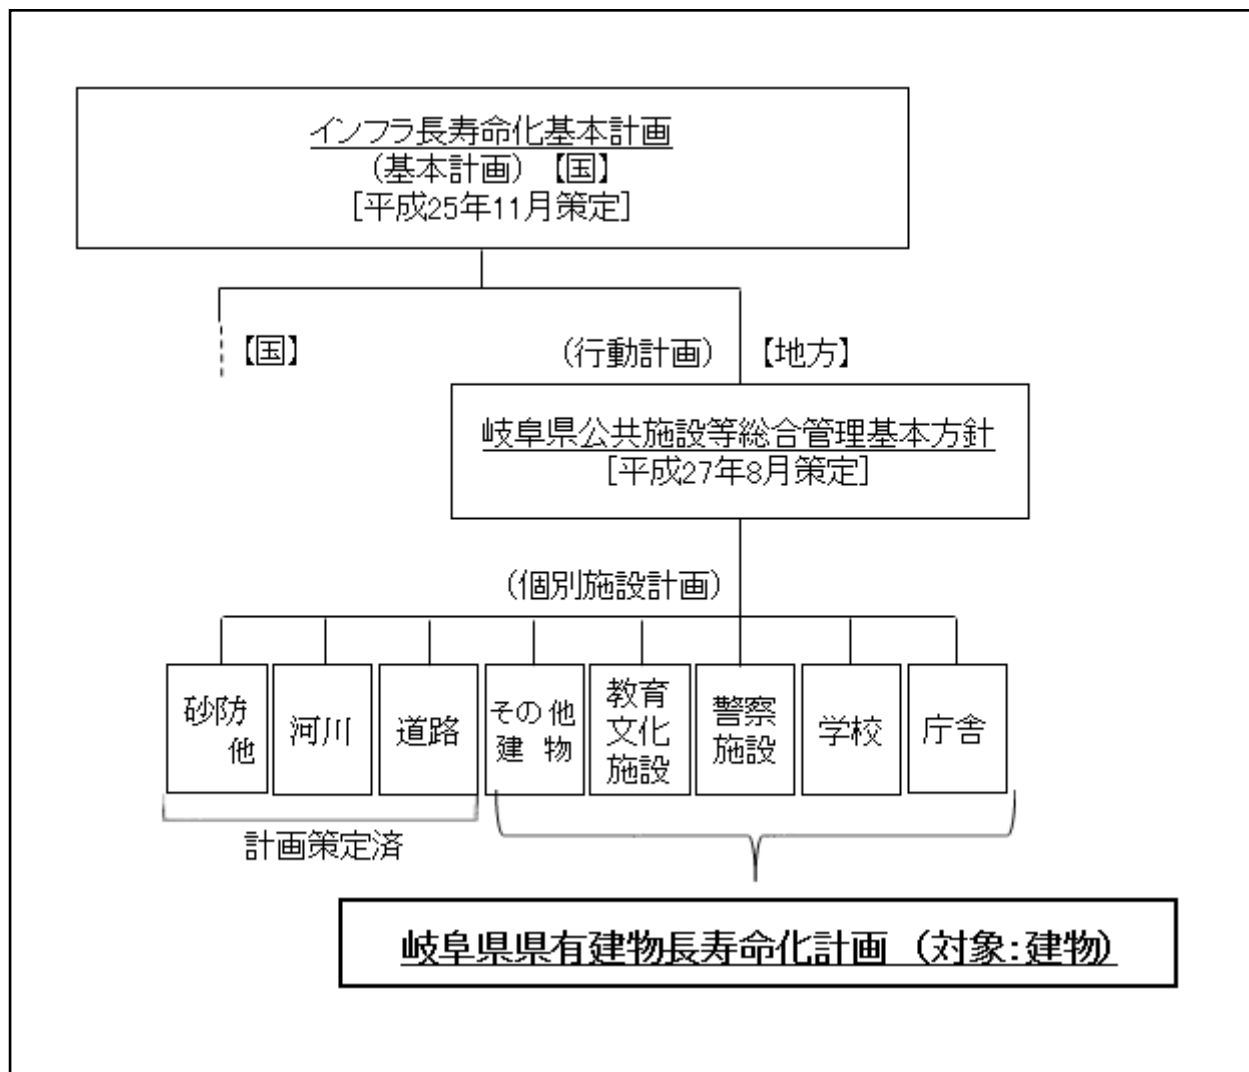 インフラ長寿命化基本計画
(基本計画)【国】
[平成25年11月策定]
【国】
(行動計画)
【地方】
岐阜県公共施設等総合管理基本方針
[平成27年8月策定]
(個別施設計画)
砂防
他
河川
道路
その他
建物
教育
文化
施設
警察
施設
学校
庁舎
計画策定済
岐阜県県有建物長寿命化計画 (対象:建物)